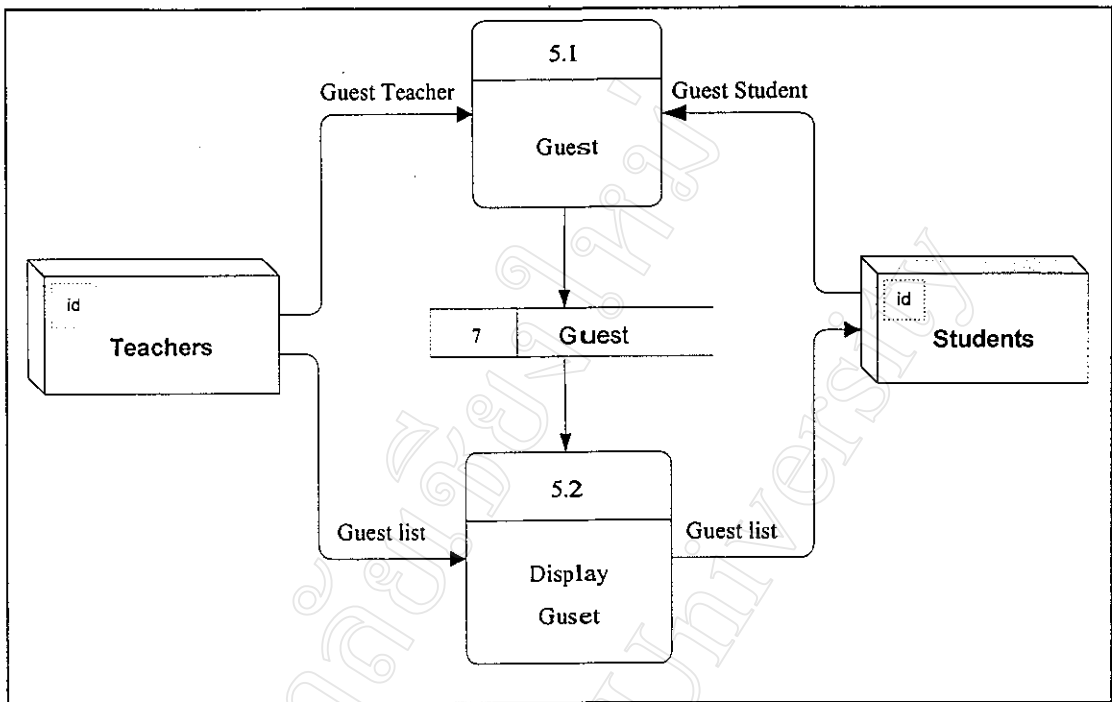 5.1
Guest Teacher
Guest Student
Guest
id
Teachers
id
Students
7
Guest
5.2
Guest list
Guest list
Display
Guset
University